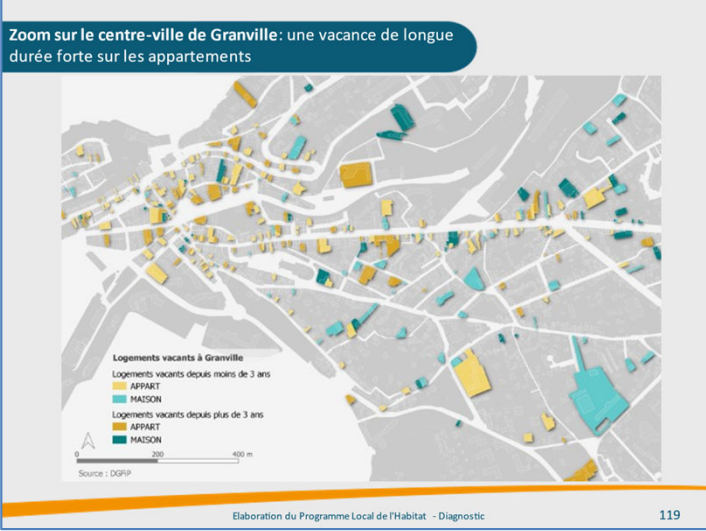 Zoom sur le centre-ville de Granville : une vacance de longue
durée forte sur les appartements
Logements vacants à Granville
Logements vacants depuis moins de 3 ans
APPART
MAISON
Logements vacants depuis plus de 3 ans
APPART
MAISON
0 200 400 m
Source : DGFiP
Elaboration du Programme Local de l'Habitat - Diagnostic
119